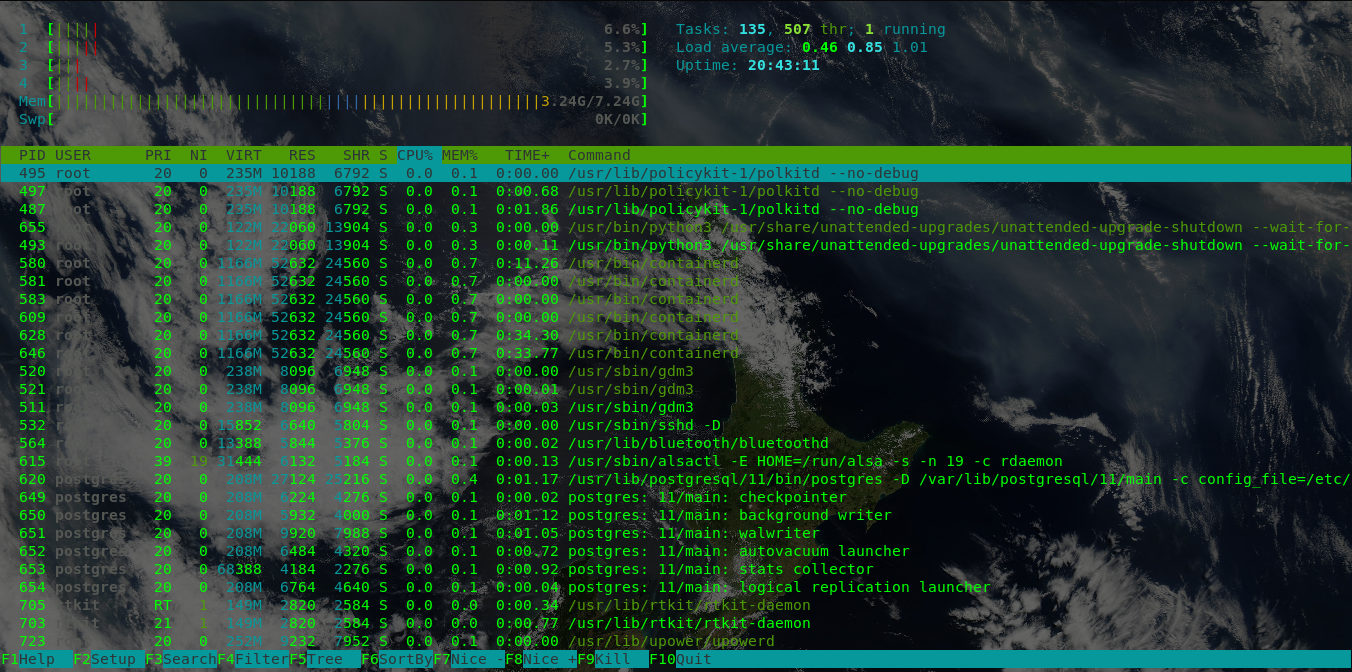 1 [||||| 6.6%] Tasks: 135, 507 thr; 1 running
2 [||||| 5.3%] Load average: 0.46 0.85 1.01
3 [||| 2.7%] Uptime: 20:43:11
4 [|||| 3.9%]
Mem[||||||||||||||||||||||||||||||||||||||||||||||||||||||3.24G/7.24G]
Swp[ 0K/0K]
PID USER PRI NI VIRT RES SHR S CPU% MEM% TIME+ Command
495 root 20 0 235M 10188 6792 S 0.0 0.1 0:00.00 /usr/lib/policykit-1/polkitd --no-debug
497 root 20 0 235M 10188 6792 S 0.0 0.1 0:00.68 /usr/lib/policykit-1/polkitd --no-debug
487 root 20 0 235M 10188 6792 S 0.0 0.1 0:01.86 /usr/lib/policykit-1/polkitd --no-debug
655 root 20 0 122M 22060 13904 S 0.0 0.3 0:00.00 /usr/bin/python3 /usr/share/unattended-upgrades/unattended-upgrade-shutdown --wait-for-
493 root 20 0 122M 22060 13904 S 0.0 0.3 0:00.11 /usr/bin/python3 /usr/share/unattended-upgrades/unattended-upgrade-shutdown --wait-for-
580 root 20 0 1166M 52632 24560 S 0.0 0.7 0:11.26 /usr/bin/containerd
581 root 20 0 1166M 52632 24560 S 0.0 0.7 0:00.00 /usr/bin/containerd
583 root 20 0 1166M 52632 24560 S 0.0 0.7 0:00.00 /usr/bin/containerd
609 root 20 0 1166M 52632 24560 S 0.0 0.7 0:00.00 /usr/bin/containerd
628 root 20 0 1166M 52632 24560 S 0.0 0.7 0:34.30 /usr/bin/containerd
646 root 20 0 1166M 52632 24560 S 0.0 0.7 0:33.77 /usr/bin/containerd
520 root 20 0 238M 8096 6948 S 0.0 0.1 0:00.00 /usr/sbin/gdm3
521 root 20 0 238M 8096 6948 S 0.0 0.1 0:00.01 /usr/sbin/gdm3
511 root 20 0 238M 8096 6948 S 0.0 0.1 0:00.03 /usr/sbin/gdm3
532 root 20 0 15852 6640 5804 S 0.0 0.1 0:00.00 /usr/sbin/sshd -D
564 root 20 0 13388 5844 5376 S 0.0 0.1 0:00.02 /usr/lib/bluetooth/bluetoothd
615 root 39 19 31444 6132 5184 S 0.0 0.1 0:00.13 /usr/sbin/alsactl -E HOME=/run/alsa -s -n 19 -c rdaemon
620 postgres 20 0 208M 27124 25216 S 0.0 0.4 0:01.17 /usr/lib/postgresql/11/bin/postgres -D /var/lib/postgresql/11/main -c config_file=/etc/
649 postgres 20 0 208M 6224 4276 S 0.0 0.1 0:00.02 postgres: 11/main: checkpointer
650 postgres 20 0 208M 5932 4000 S 0.0 0.1 0:01.12 postgres: 11/main: background writer
651 postgres 20 0 208M 9920 7988 S 0.0 0.1 0:01.05 postgres: 11/main: walwriter
652 postgres 20 0 208M 6484 4320 S 0.0 0.1 0:00.72 postgres: 11/main: autovacuum launcher
653 postgres 20 0 68388 4184 2276 S 0.0 0.1 0:00.92 postgres: 11/main: stats collector
654 postgres 20 0 208M 6764 4640 S 0.0 0.1 0:00.04 postgres: 11/main: logical replication launcher
705 rtkit RT 1 149M 2820 2584 S 0.0 0.0 0:00.34 /usr/lib/rtkit/rtkit-daemon
703 rtkit 21 1 149M 2820 2584 S 0.0 0.0 0:00.77 /usr/lib/rtkit/rtkit-daemon
723 root 20 0 252M 9232 7952 S 0.0 0.1 0:00.00 /usr/lib/upower/upowerd
F1Help F2Setup F3SearchF4FilterF5Tree F6SortByF7Nice -F8Nice +F9Kill F10Quit